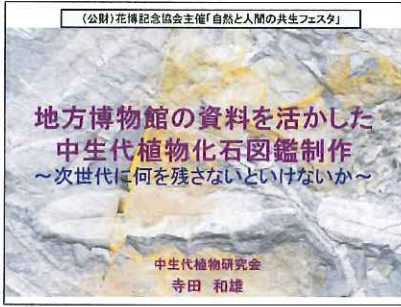 (公財)花博記念協会主催「自然と人間の共生フェスタ」
地方博物館の資料を活かした
中生代植物化石図鑑制作
～次世代に何を残さないといけないか～
中生代植物研究会
寺田 和雄